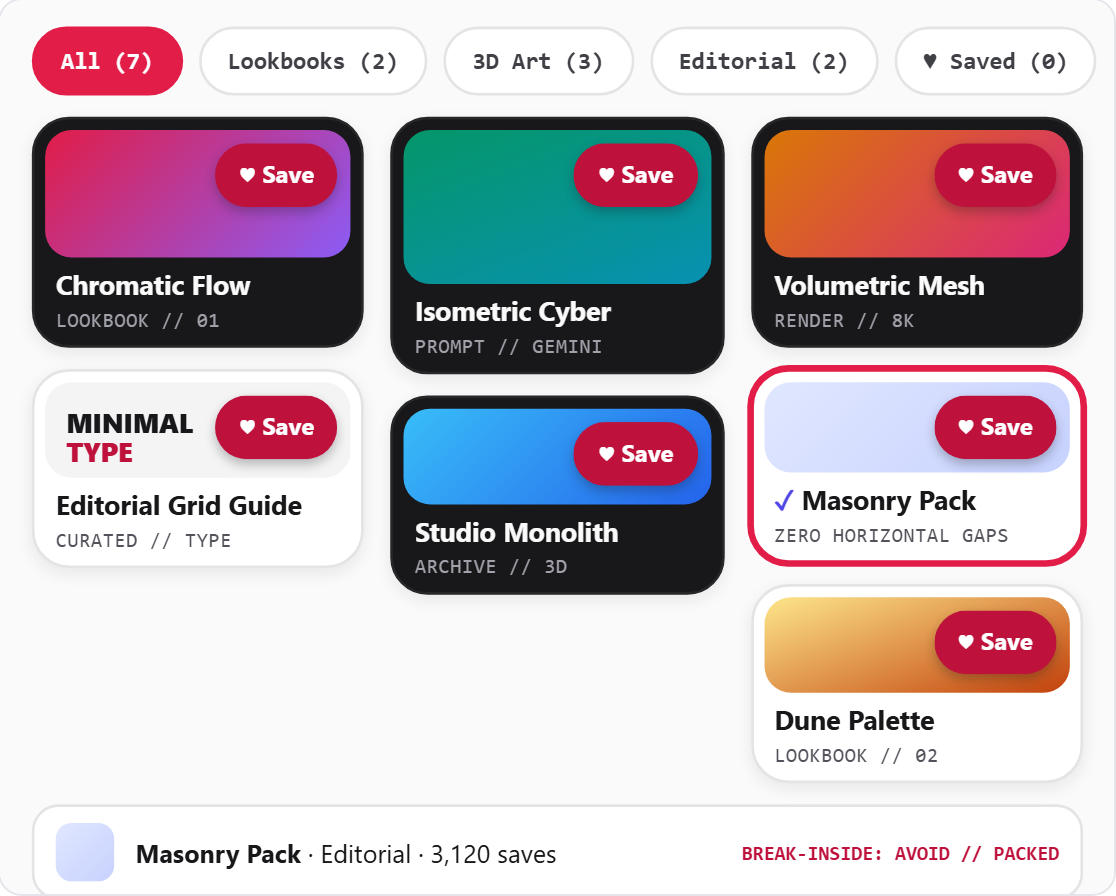 All (7)
Lookbooks (2)
3D Art (3)
Editorial (2)
♥ Saved (0)
♥ Save
Chromatic Flow
LOOKBOOK // 01
♥ Save
Isometric Cyber
PROMPT // GEMINI
♥ Save
Volumetric Mesh
RENDER // 8K
MINIMAL
TYPE
♥ Save
Editorial Grid Guide
CURATED // TYPE
♥ Save
Studio Monolith
ARCHIVE // 3D
♥ Save
✓ Masonry Pack
ZERO HORIZONTAL GAPS
♥ Save
Dune Palette
LOOKBOOK // 02
Masonry Pack · Editorial · 3,120 saves
BREAK-INSIDE: AVOID // PACKED